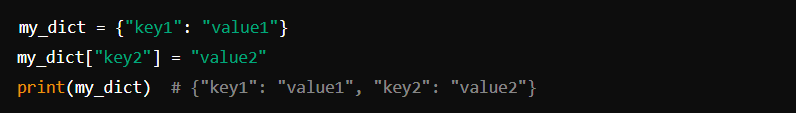 my_dict = {"key1": "value1"}
my_dict["key2"] = "value2"
print(my_dict)  # {"key1": "value1", "key2": "value2"}